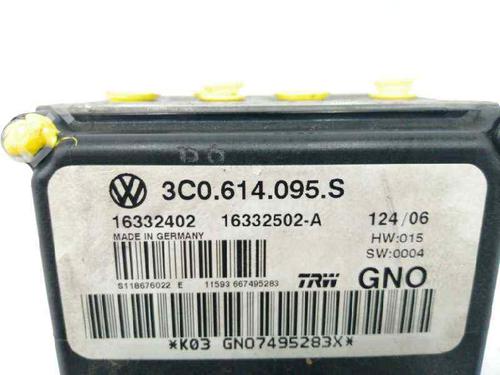 3C0.614.095.S
16332402 16332502-A 124/06
MADE IN GERMANY HW:015
SW:0004
S118676022 E 11593 667495283 TRW GNO
*K03 GNO7495283X*